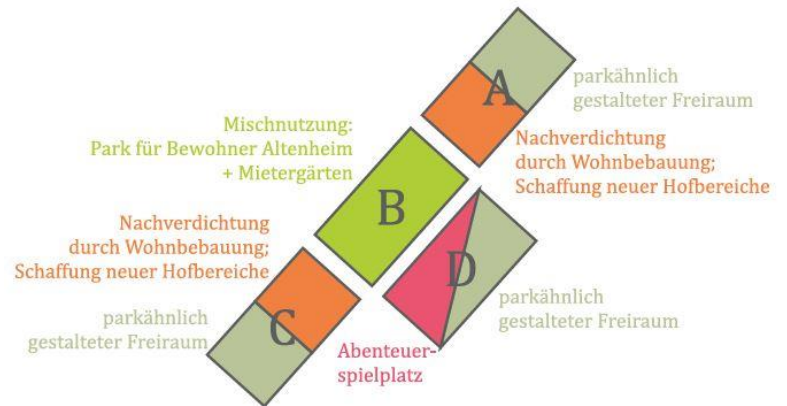 A
parkähnlich
gestalteter Freiraum
Nachverdichtung
durch Wohnbebauung;
Schaffung neuer Hofbereiche
Mischnutzung:
Park für Bewohner Altenheim
+ Mietergärten
B
Nachverdichtung
durch Wohnbebauung;
Schaffung neuer Hofbereiche
D
parkähnlich
gestalteter Freiraum
parkähnlich
gestalteter Freiraum
C
Abenteuer-
spielplatz